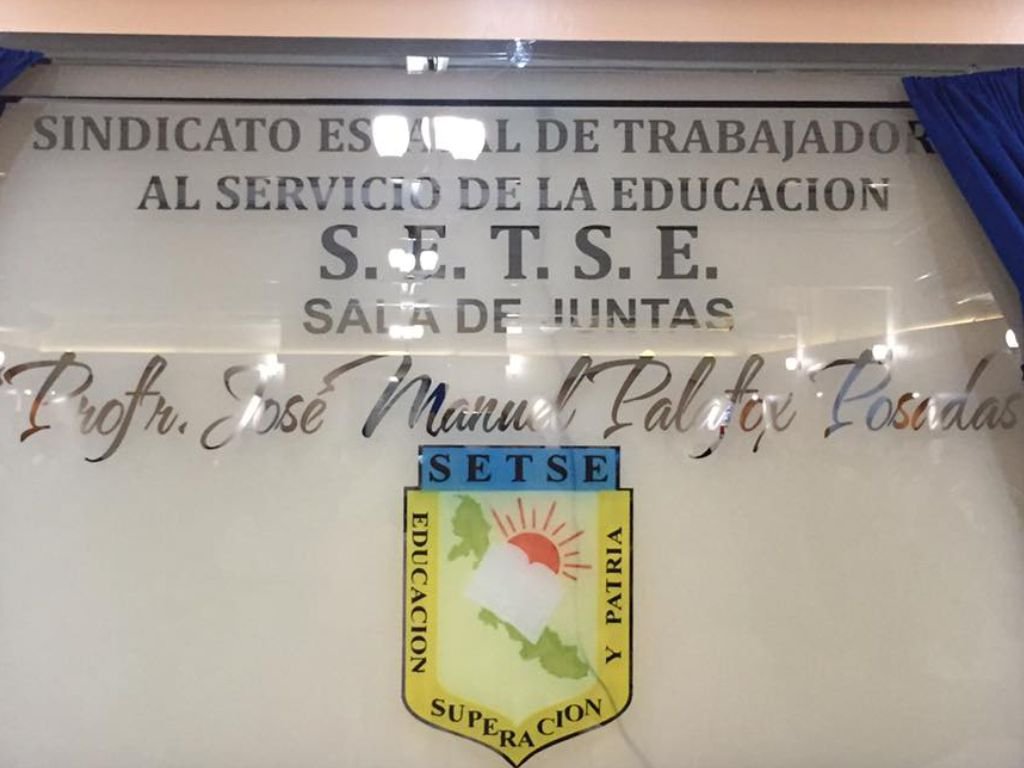 SINDICATO ESTATAL DE TRABAJADOR
AL SERVICIO DE LA EDUCACION
S. E. T. S. E.
SALA DE JUNTAS
Profr. José Manuel Palafox Posadas
SETSE
EDUCACION
SUPERACION
Y PATRIA